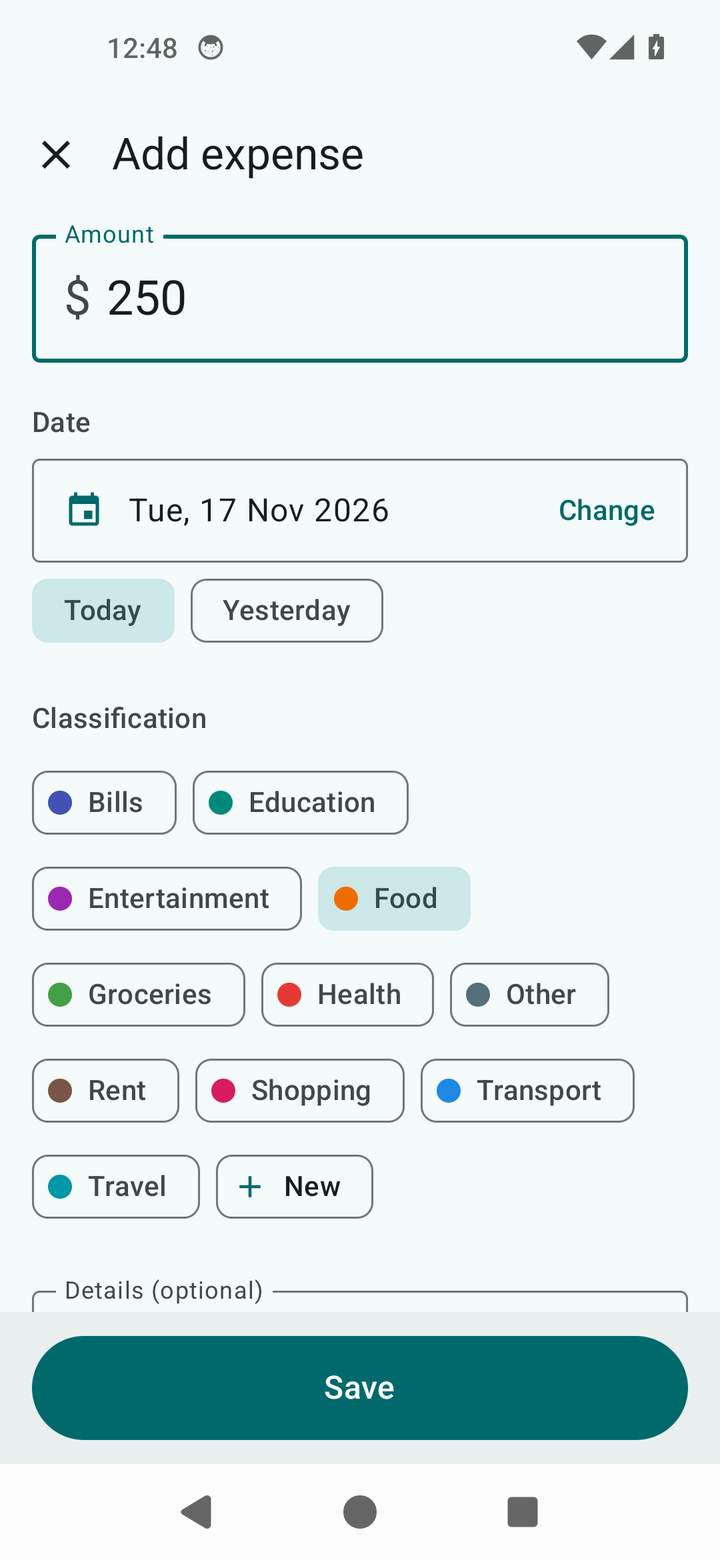 12:48
Add expense
Amount
$ 250
Date
Tue, 17 Nov 2026 Change
Today Yesterday
Classification
Bills Education
Entertainment Food
Groceries Health Other
Rent Shopping Transport
Travel + New
Details (optional)
Save